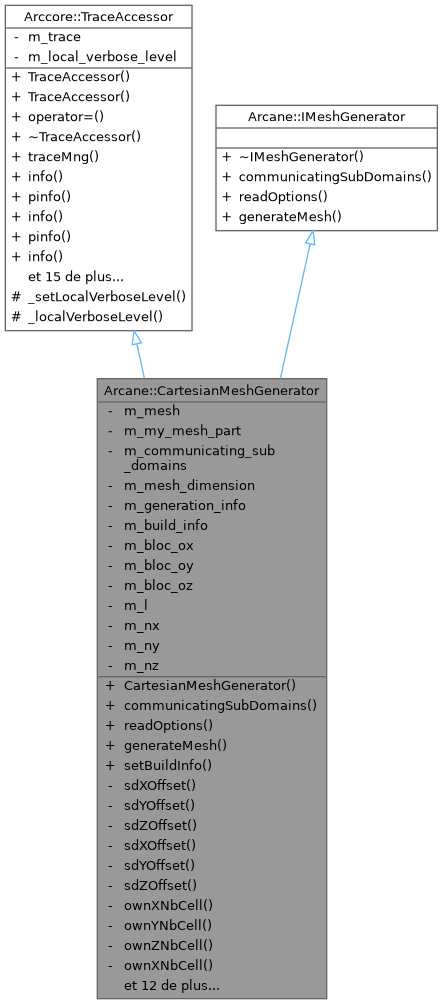 Arccore::TraceAccessor
- m_trace
- m_local_verbose_level
+ TraceAccessor()
+ TraceAccessor()
+ operator=()
+ ~TraceAccessor()
+ traceMng()
+ info()
+ pinfo()
+ info()
+ pinfo()
+ info()
et 15 de plus...
# _setLocalVerboseLevel()
# _localVerboseLevel()
Arcane::IMeshGenerator
+ ~IMeshGenerator()
+ communicatingSubDomains()
+ readOptions()
+ generateMesh()
Arcane::CartesianMeshGenerator
- m_mesh
- m_my_mesh_part
- m_communicating_sub
_domains
- m_mesh_dimension
- m_generation_info
- m_build_info
- m_bloc_ox
- m_bloc_oy
- m_bloc_oz
- m_l
- m_nx
- m_ny
- m_nz
+ CartesianMeshGenerator()
+ communicatingSubDomains()
+ readOptions()
+ generateMesh()
+ setBuildInfo()
- sdXOffset()
- sdYOffset()
- sdZOffset()
- sdXOffset()
- sdYOffset()
- sdZOffset()
- ownXNbCell()
- ownYNbCell()
- ownZNbCell()
- ownXNbCell()
et 12 de plus...